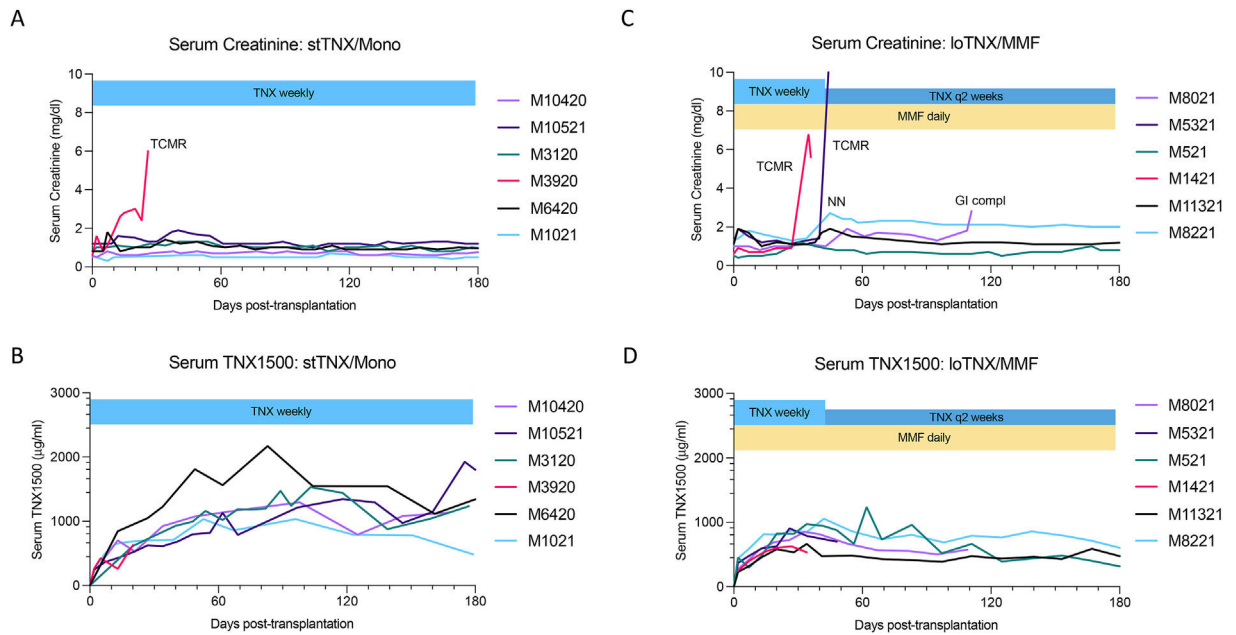 A
Serum Creatinine: stTNX/Mono
Serum Creatinine (mg/dl)
10
8
6
4
2
0
TNX weekly
TCMR
0
60
120
180
Days post-transplantation
M10420
M10521
M3120
M3920
M6420
M1021
C
Serum Creatinine: loTNX/MMF
Serum Creatinine (mg/dl)
10
8
6
4
2
0
TNX weekly
TNX q2 weeks
MMF daily
TCMR
TCMR
NN
GI compl
0
60
120
180
Days post-transplantation
M8021
M5321
M521
M1421
M11321
M8221
B
Serum TNX1500: stTNX/Mono
Serum TNX1500 (µg/ml)
3000
2000
1000
0
TNX weekly
0
60
120
180
Days post-transplantation
M10420
M10521
M3120
M3920
M6420
M1021
D
Serum TNX1500: loTNX/MMF
Serum TNX1500 (µg/ml)
3000
2000
1000
0
TNX weekly
TNX q2 weeks
MMF daily
0
60
120
180
Days post-transplantation
M8021
M5321
M521
M1421
M11321
M8221